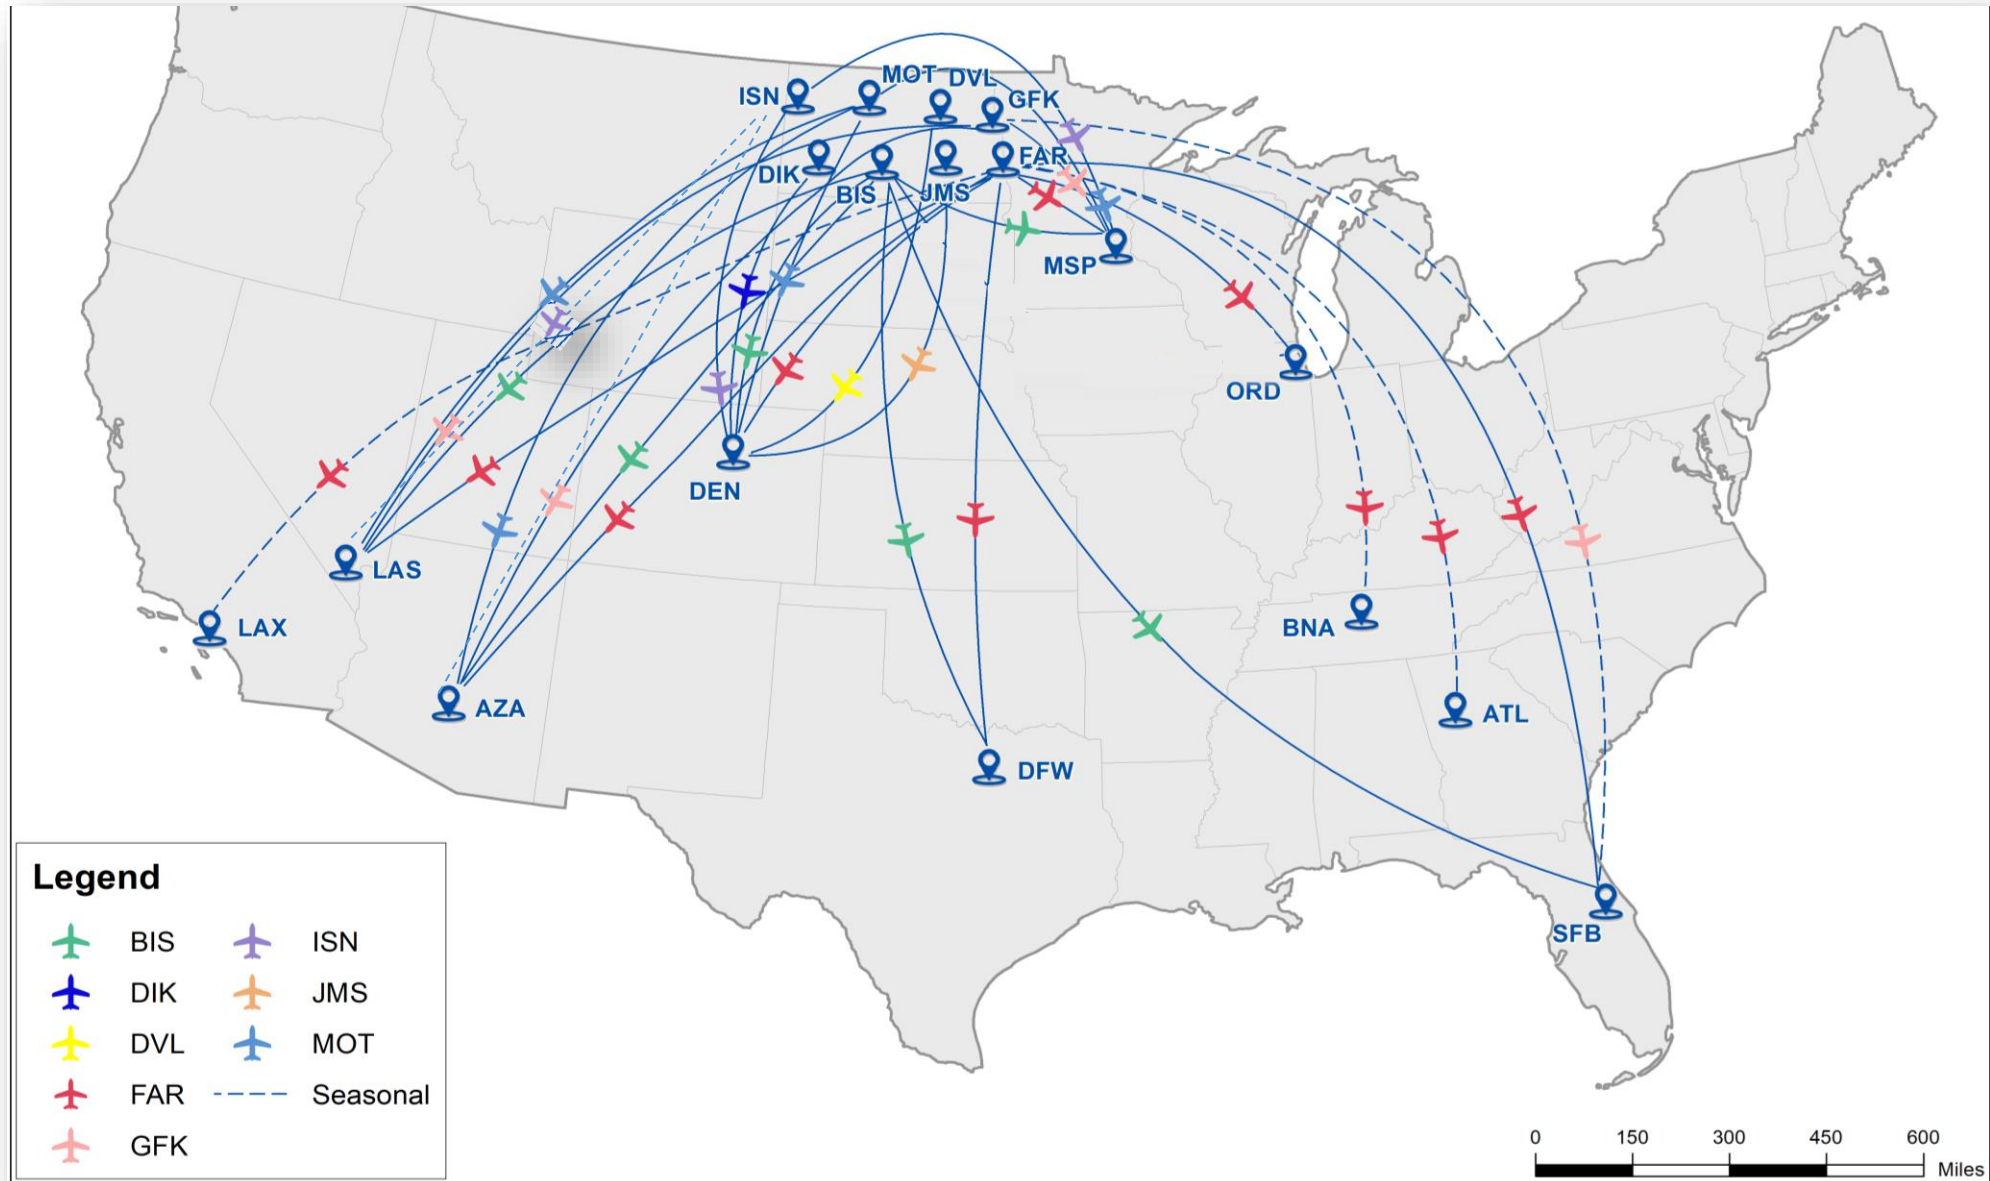 MOT DVL
ISN
GFK
FAR
DIK
BIS
JMS
MSP
ORD
DEN
LAS
LAX
BNA
AZA
ATL
DFW
SFB
Legend
BIS
ISN
DIK
JMS
DVL
MOT
FAR
Seasonal
GFK
0 150 300 450 600
Miles